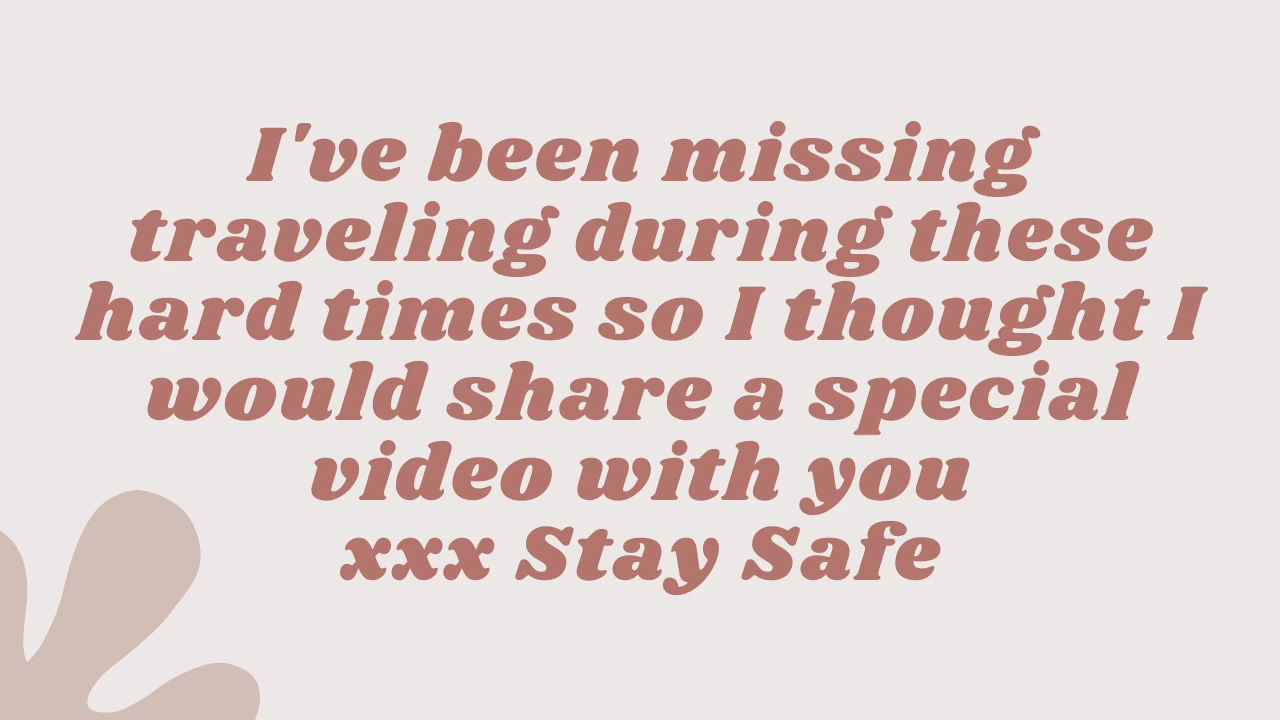 I've been missing
traveling during these
hard times so I thought I
would share a special
video with you
xxx Stay Safe